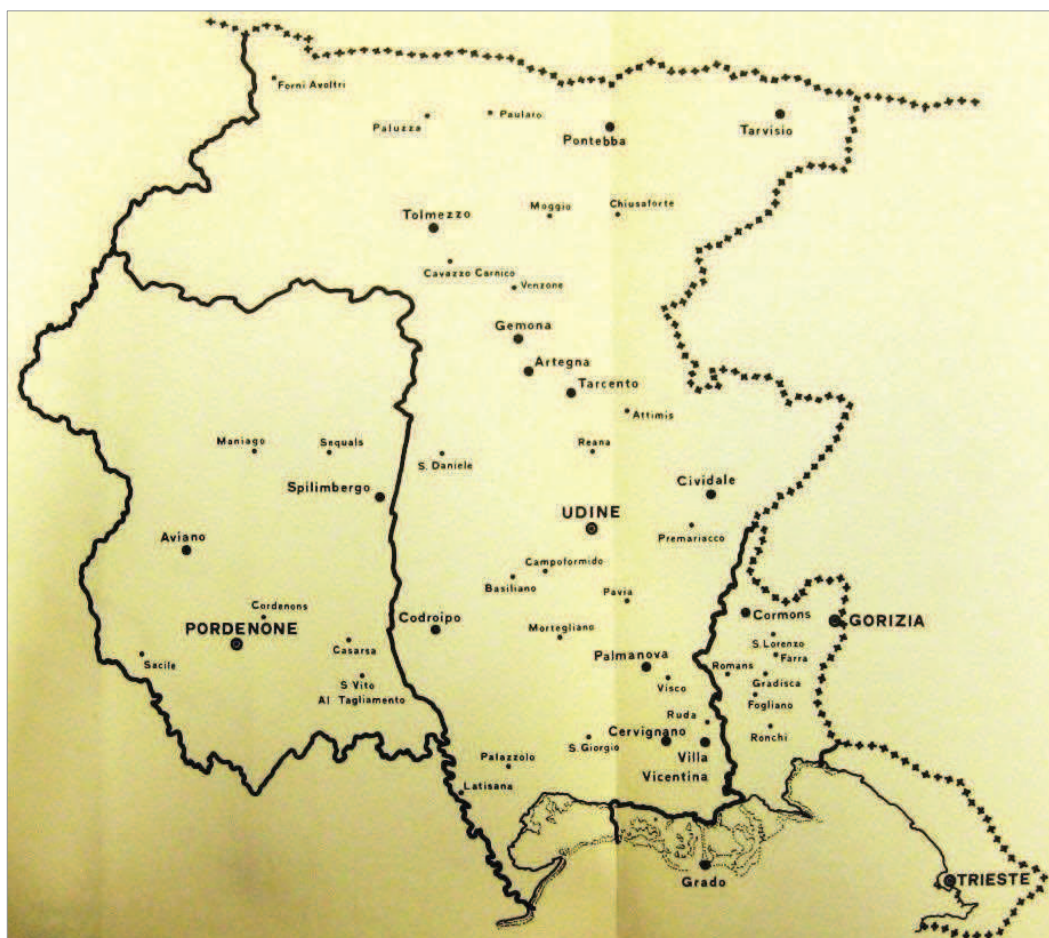 Forni Avoltri
Paluzza
Paularo
Pontebba
Tarvisio
Tolmezzo
Moggio
Chiusaforte
Cavazzo Carnico
Venzone
Gemona
Artegna
Tarcento
Attimis
Maniago
Sequals
S. Daniele
Reana
Spilimbergo
Cividale
UDINE
Premariacco
Aviano
Campoformido
Basiliano
Pavia
Cordenons
PORDENONE
Codroipo
Mortegliano
Cormons
GORIZIA
S. Lorenzo
Farra
Sacile
Casarsa
Palmanova
Romans
Gradisca
S Vito
Al Tagliamento
Visco
Fogliano
Ruda
Ronchi
Cervignano
S. Giorgio
Villa
Vicentina
Palazzolo
Latisana
Grado
TRIESTE